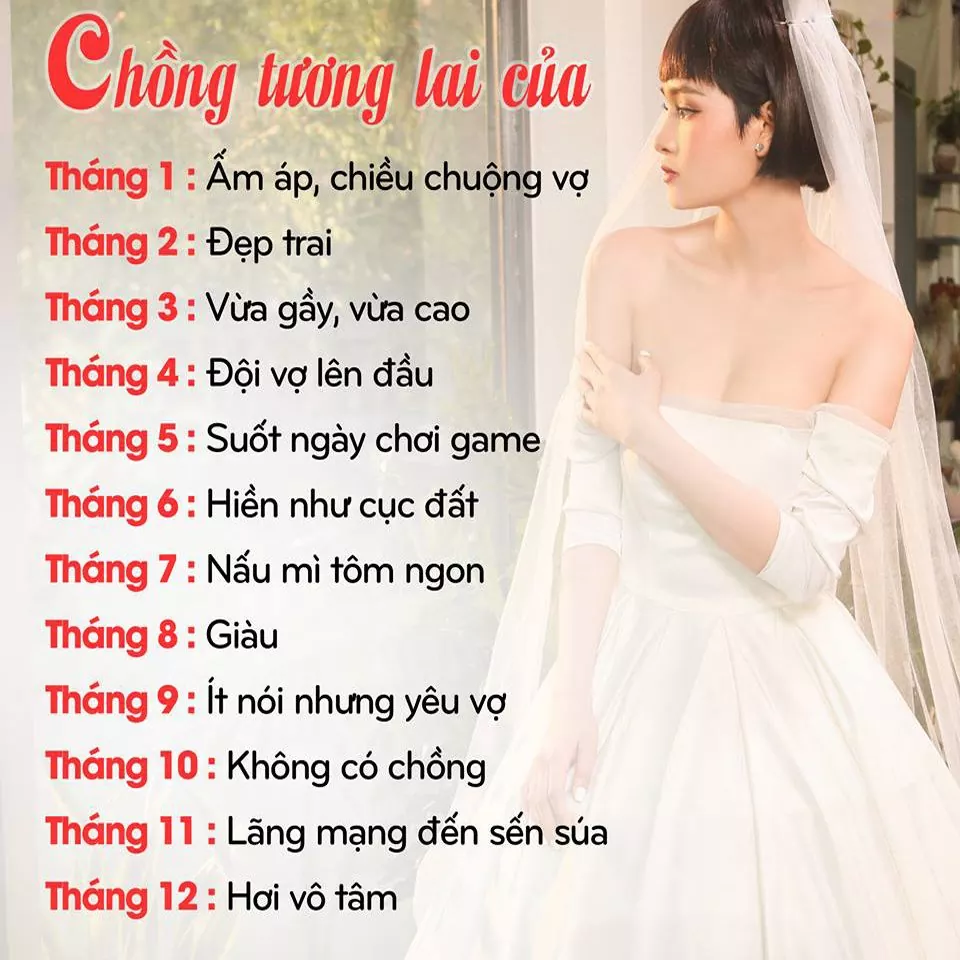 Chồng tương lai của
Tháng 1 : Ấm áp, chiều chuộng vợ
Tháng 2 : Đẹp trai
Tháng 3 : Vừa gầy, vừa cao
Tháng 4 : Đội vợ lên đầu
Tháng 5 : Suốt ngày chơi game
Tháng 6 : Hiền như cục đất
Tháng 7 : Nấu mì tôm ngon
Tháng 8 : Giàu
Tháng 9 : Ít nói nhưng yêu vợ
Tháng 10 : Không có chồng
Tháng 11 : Lãng mạng đến sến súa
Tháng 12 : Hơi vô tâm